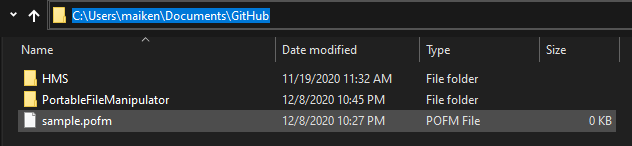 C:\Users\maiken\Documents\GitHub
Name Date modified Type Size
HMS 11/19/2020 11:32 AM File folder
PortableFileManipulator 12/8/2020 10:45 PM File folder
sample.pofm 12/8/2020 10:27 PM POFM File 0 KB